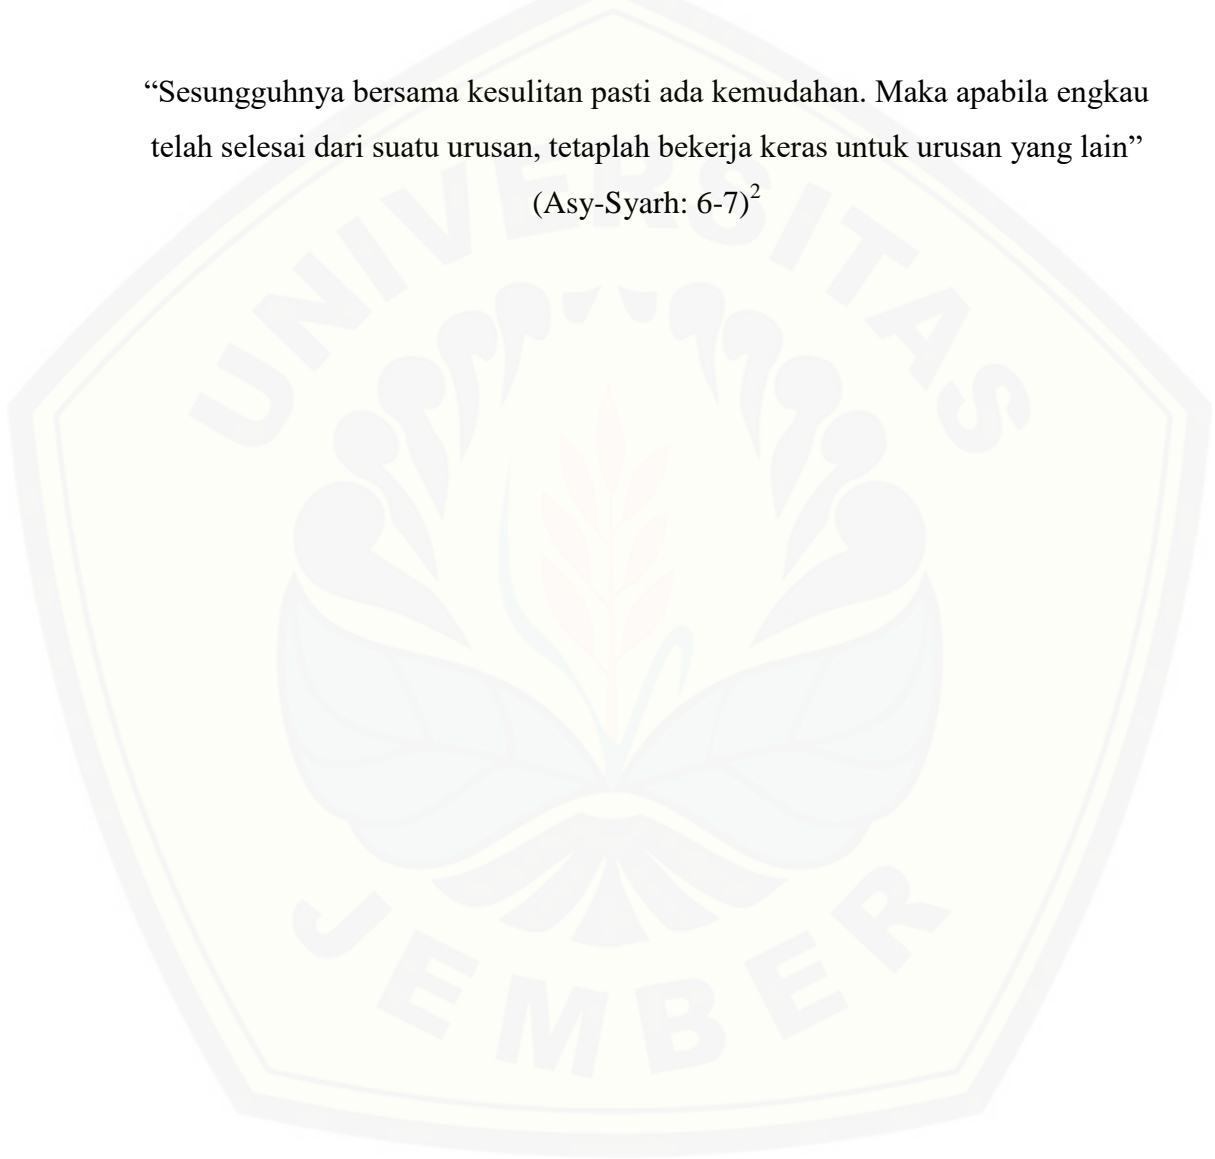 “Sesungguhnya bersama kesulitan pasti ada kemudahan. Maka apabila engkau
telah selesai dari suatu urusan, tetaplah bekerja keras untuk urusan yang lain”
(Asy-Syarh: 6-7)²
UNIVERSITAS
JEMBER